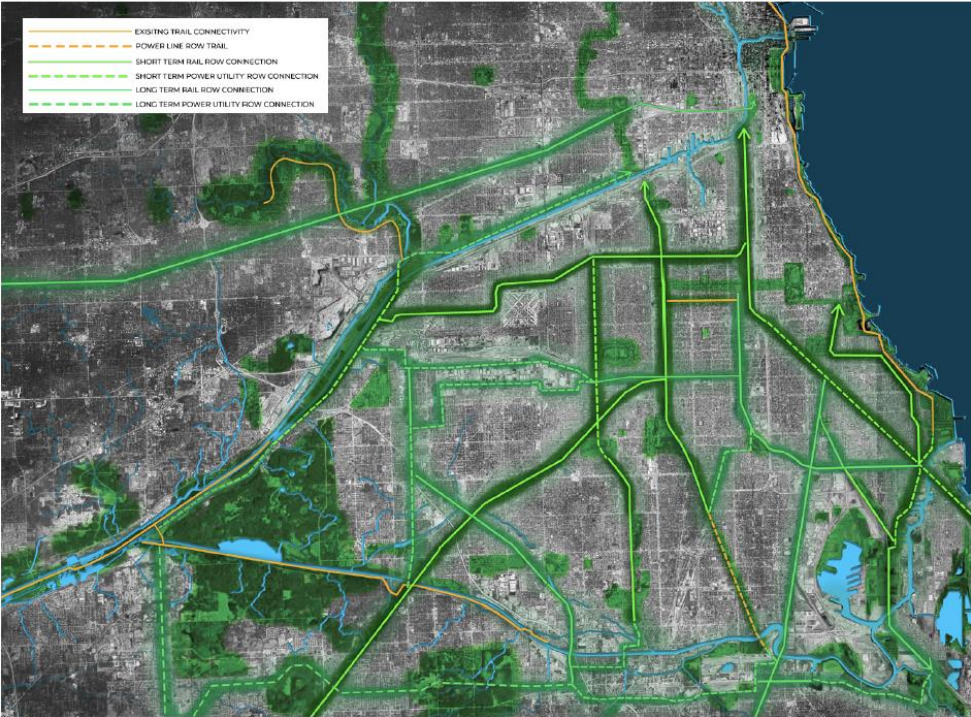 EXISITNG TRAIL CONNECTIVITY
POWER LINE ROW TRAIL
SHORT TERM RAIL ROW CONNECTION
SHORT TERM POWER UTILITY ROW CONNECTION
LONG TERM RAIL ROW CONNECTION
LONG TERM POWER UTILITY ROW CONNECTION